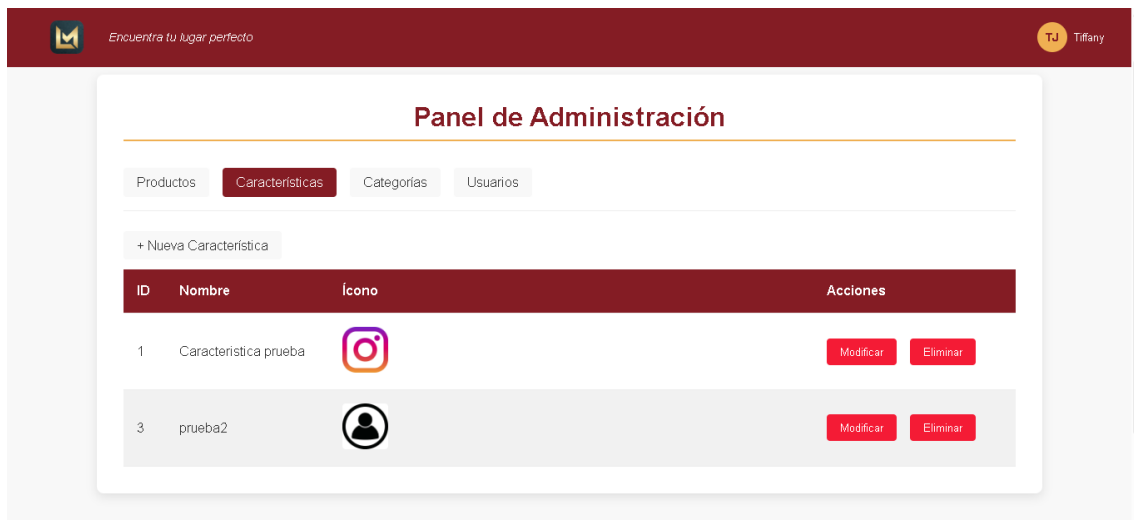 Encuentra tu lugar perfecto
TJ Tiffany
Panel de Administración
Productos Características Categorías Usuarios
+ Nueva Característica
ID Nombre Ícono Acciones
1 Caracteristica prueba Modificar Eliminar
3 prueba2 Modificar Eliminar